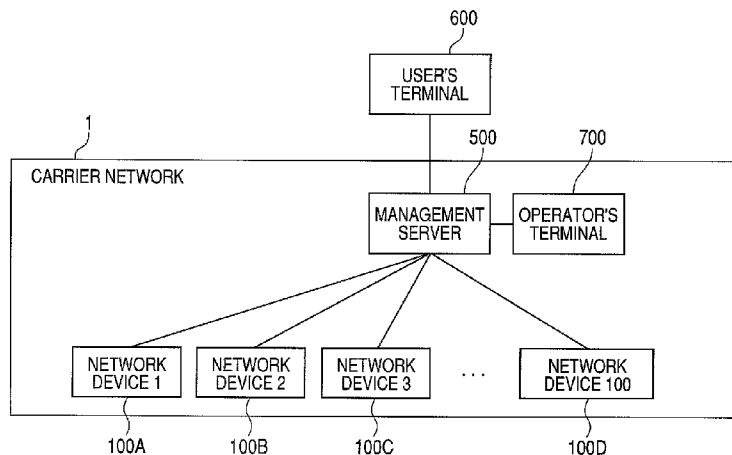 600
USER'S
TERMINAL
1
500
700
CARRIER NETWORK
MANAGEMENT
SERVER
OPERATOR'S
TERMINAL
NETWORK
DEVICE 1
NETWORK
DEVICE 2
NETWORK
DEVICE 3
...
NETWORK
DEVICE 100
100A
100B
100C
100D